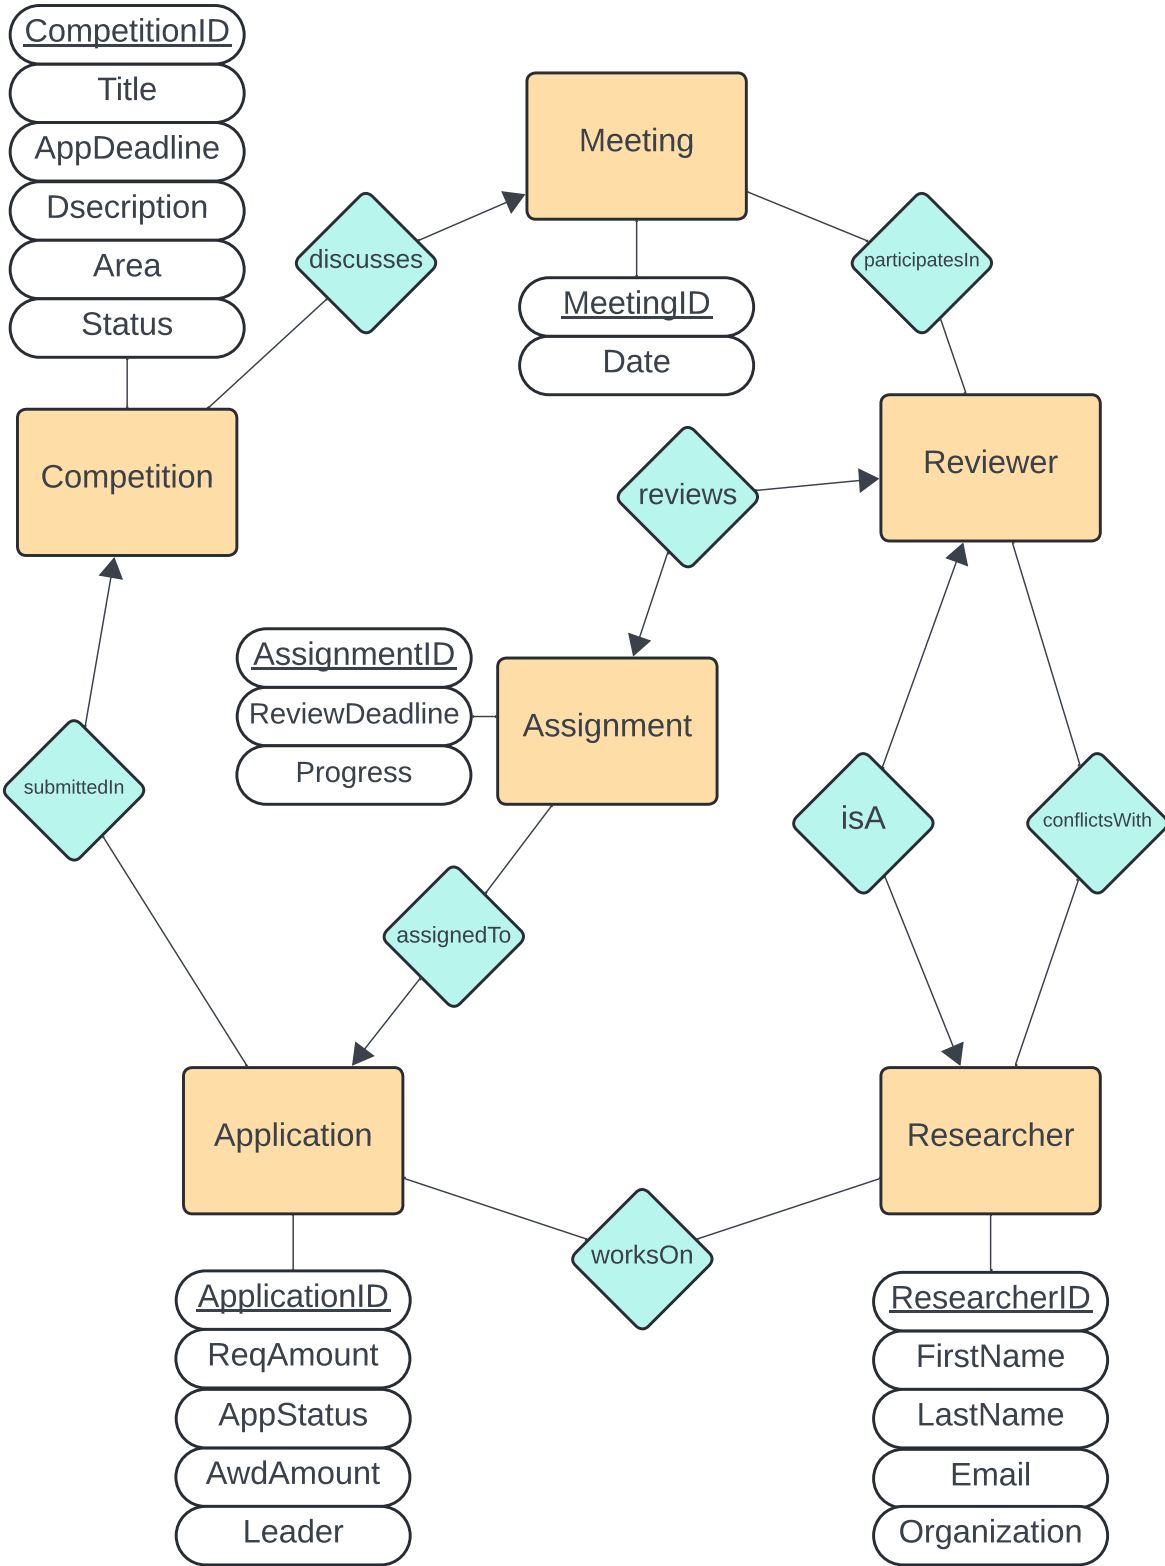 CompetitionID
Title
AppDeadline
Dsecription
Area
Status
Meeting
discusses
participatesIn
MeetingID
Date
Competition
reviews
Reviewer
AssignmentID
ReviewDeadline
Progress
Assignment
submittedIn
isA
conflictsWith
assignedTo
Application
Researcher
worksOn
ApplicationID
ReqAmount
AppStatus
AwdAmount
Leader
ResearcherID
FirstName
LastName
Email
Organization